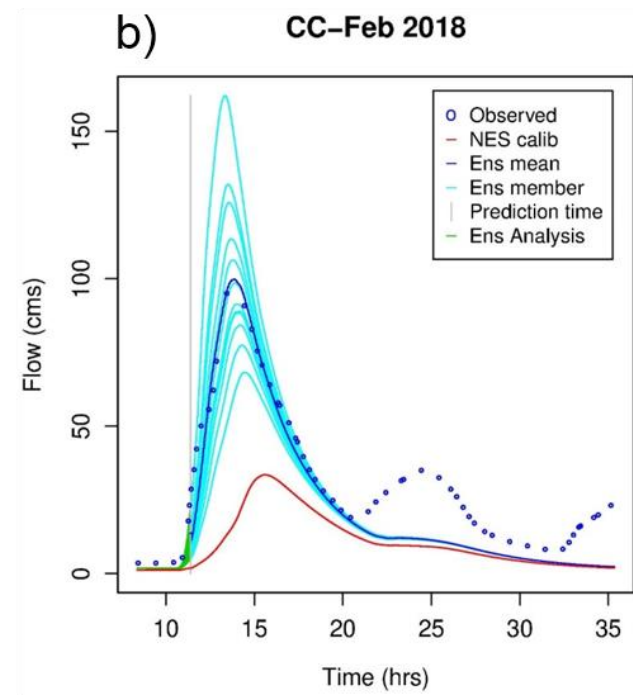 b) CC–Feb 2018
Observed
NES calib
Ens mean
Ens member
Prediction time
Ens Analysis
150
100
50
0
Flow (cms)
10 15 20 25 30 35
Time (hrs)